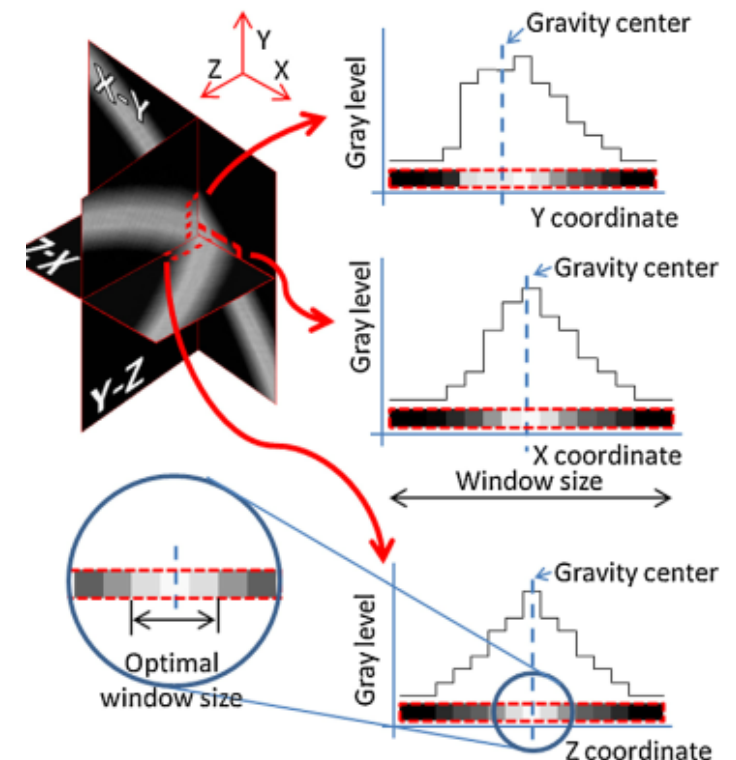 X-Y
Z-X
Y-Z
Y
Z
X
Gravity center
Gray level
Y coordinate
Gravity center
Gray level
X coordinate
Window size
Optimal
window size
Gravity center
Gray level
Z coordinate